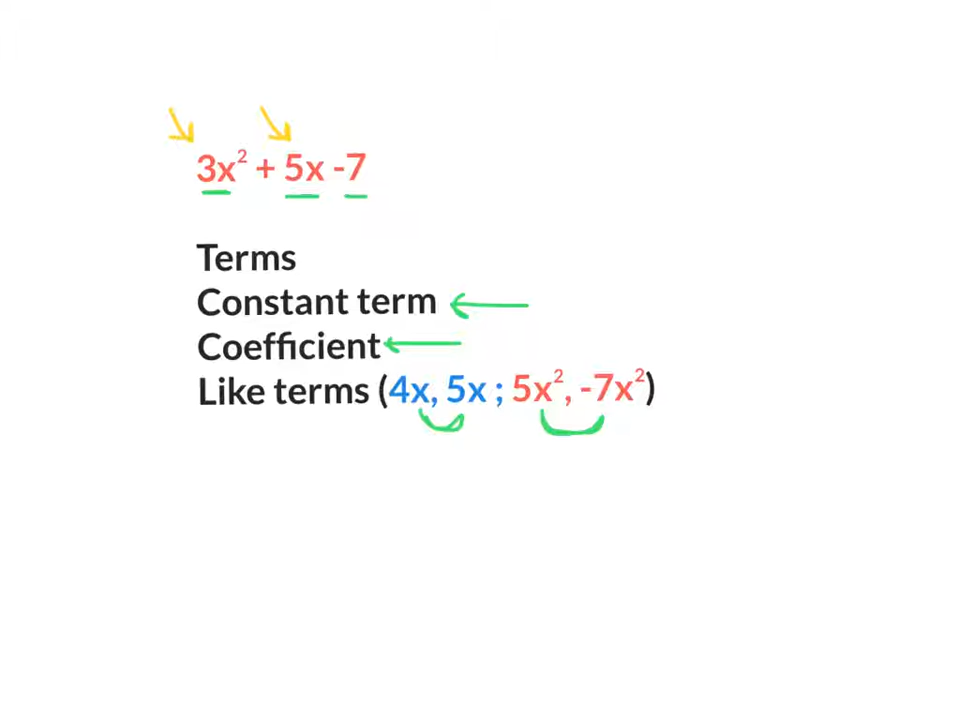 3x² + 5x -7
Terms
Constant term
Coefficient
Like terms (4x, 5x ; 5x², -7x²)